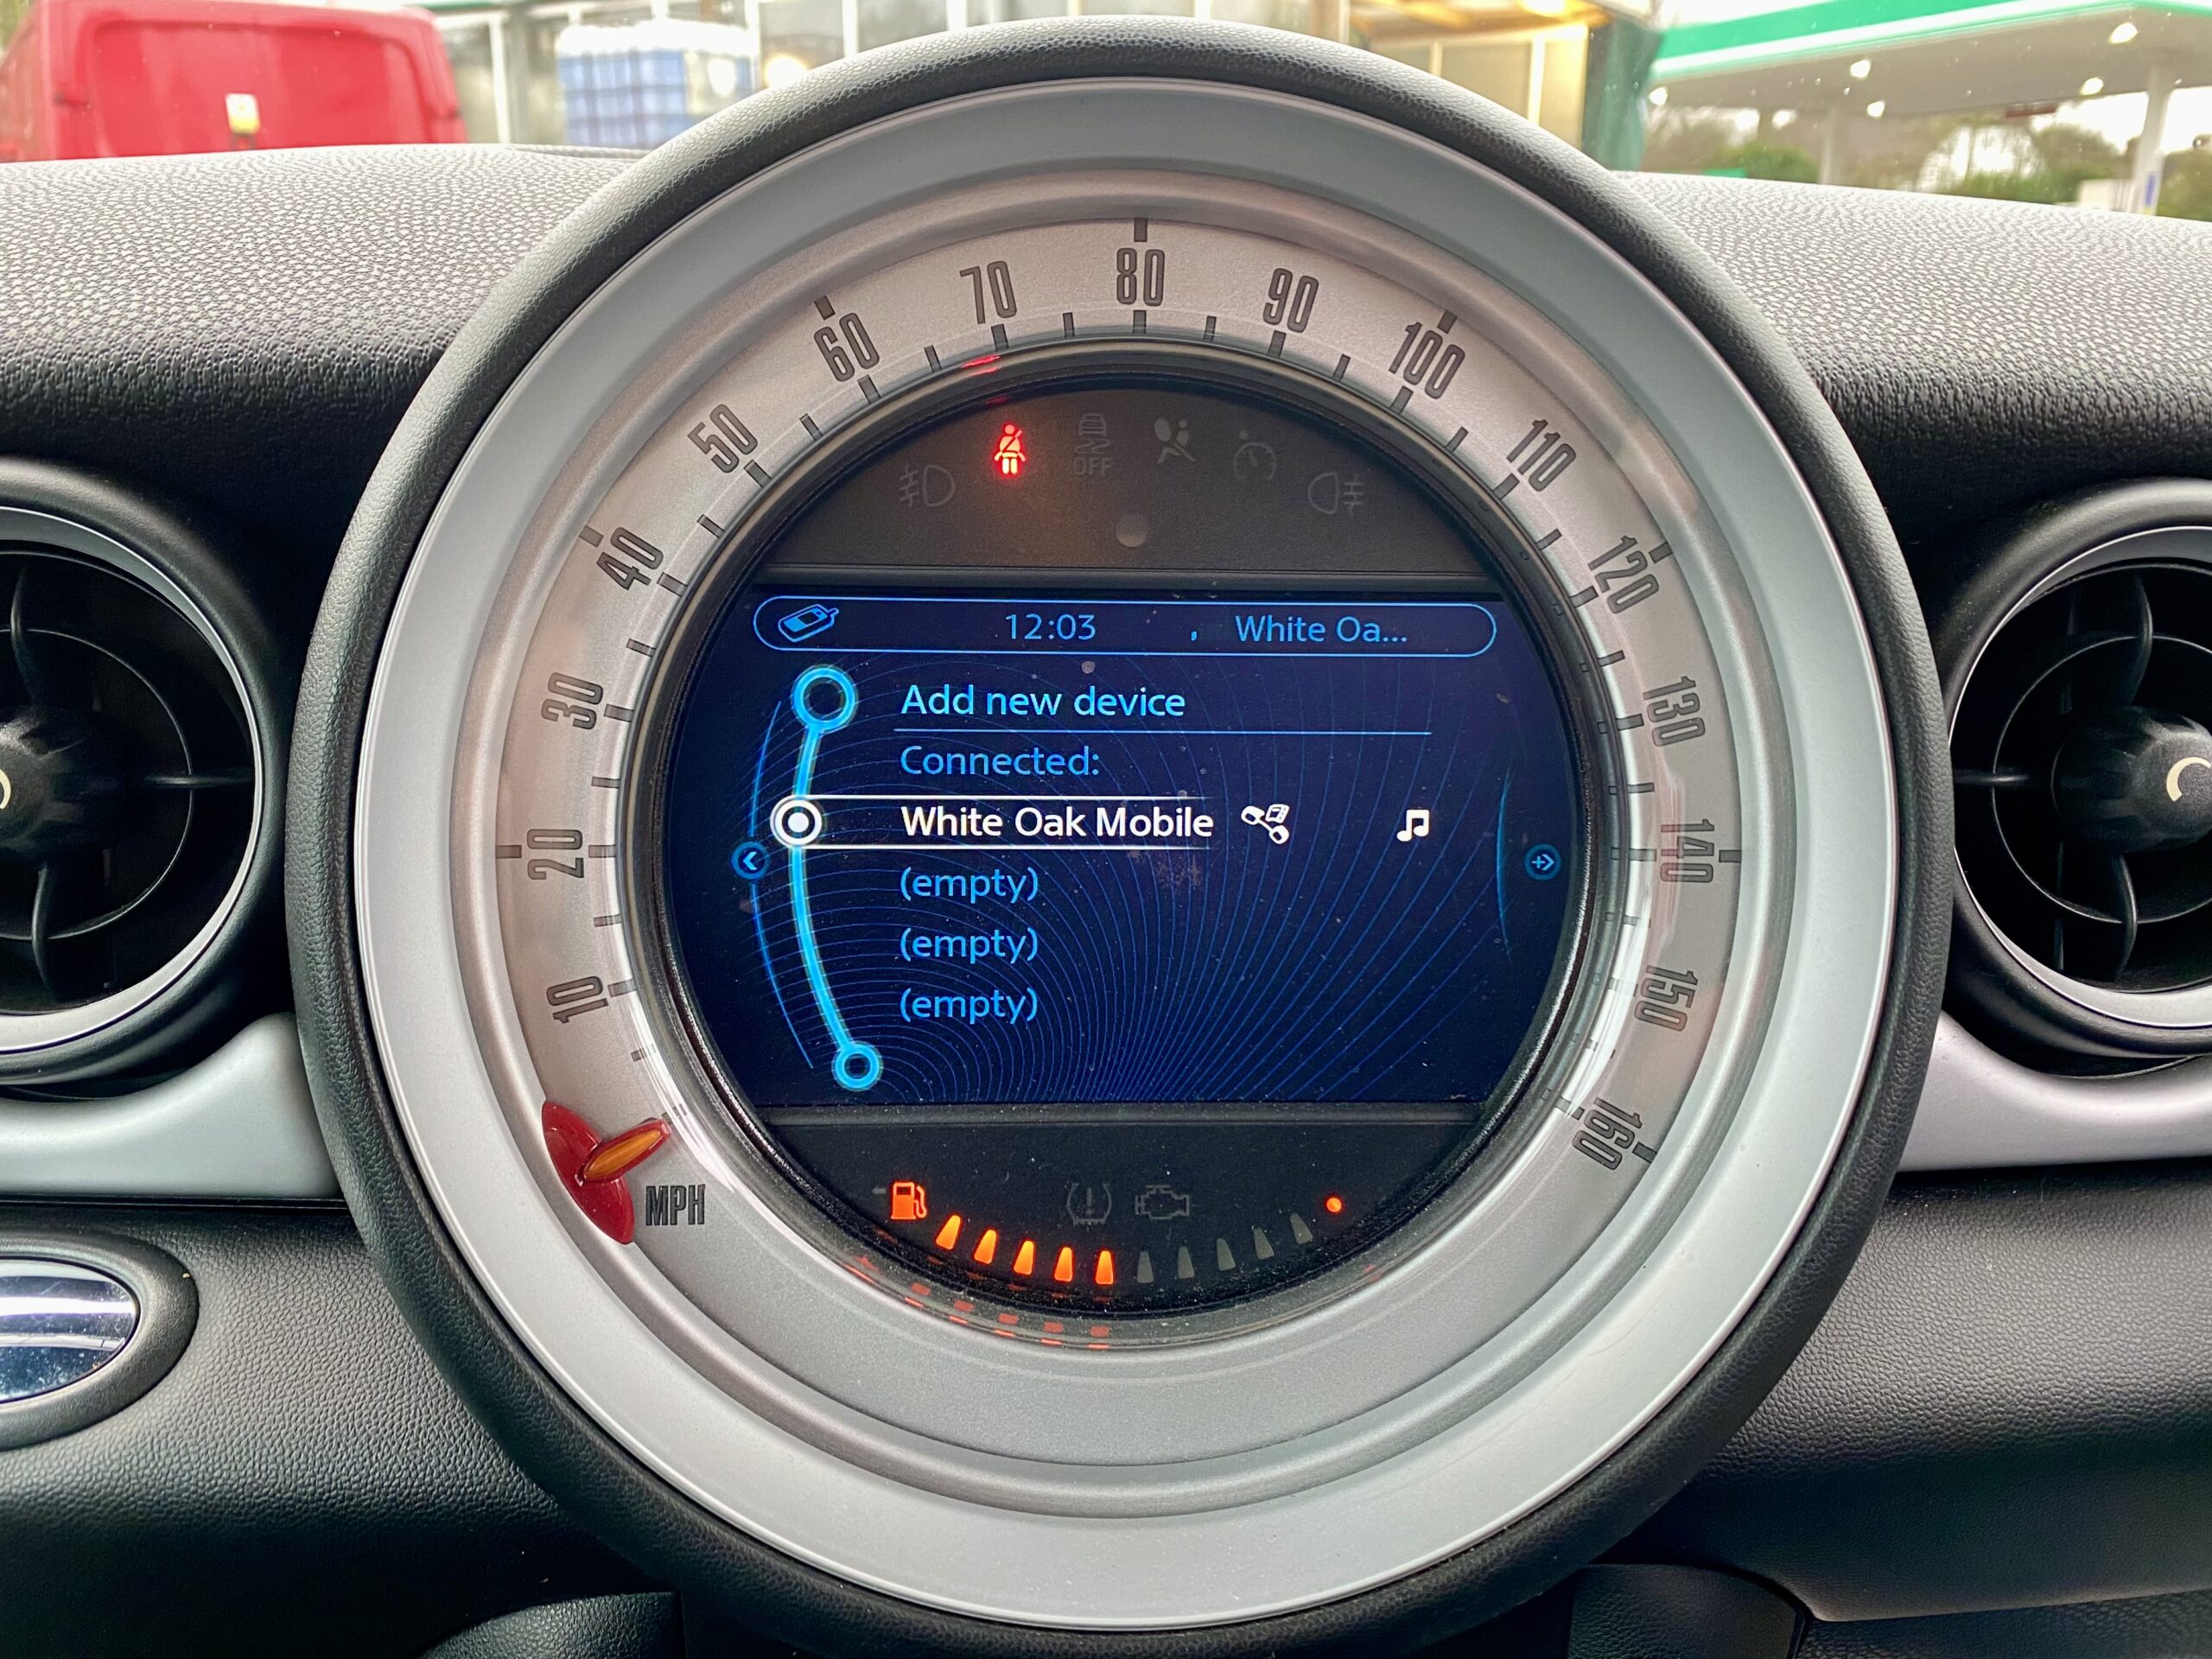 80
70
90
60
100
50
110
OFF
40
120
12:03 White Oa...
30
Add new device
130
Connected:
White Oak Mobile
20
140
(empty)
(empty)
10
150
(empty)
160
MPH